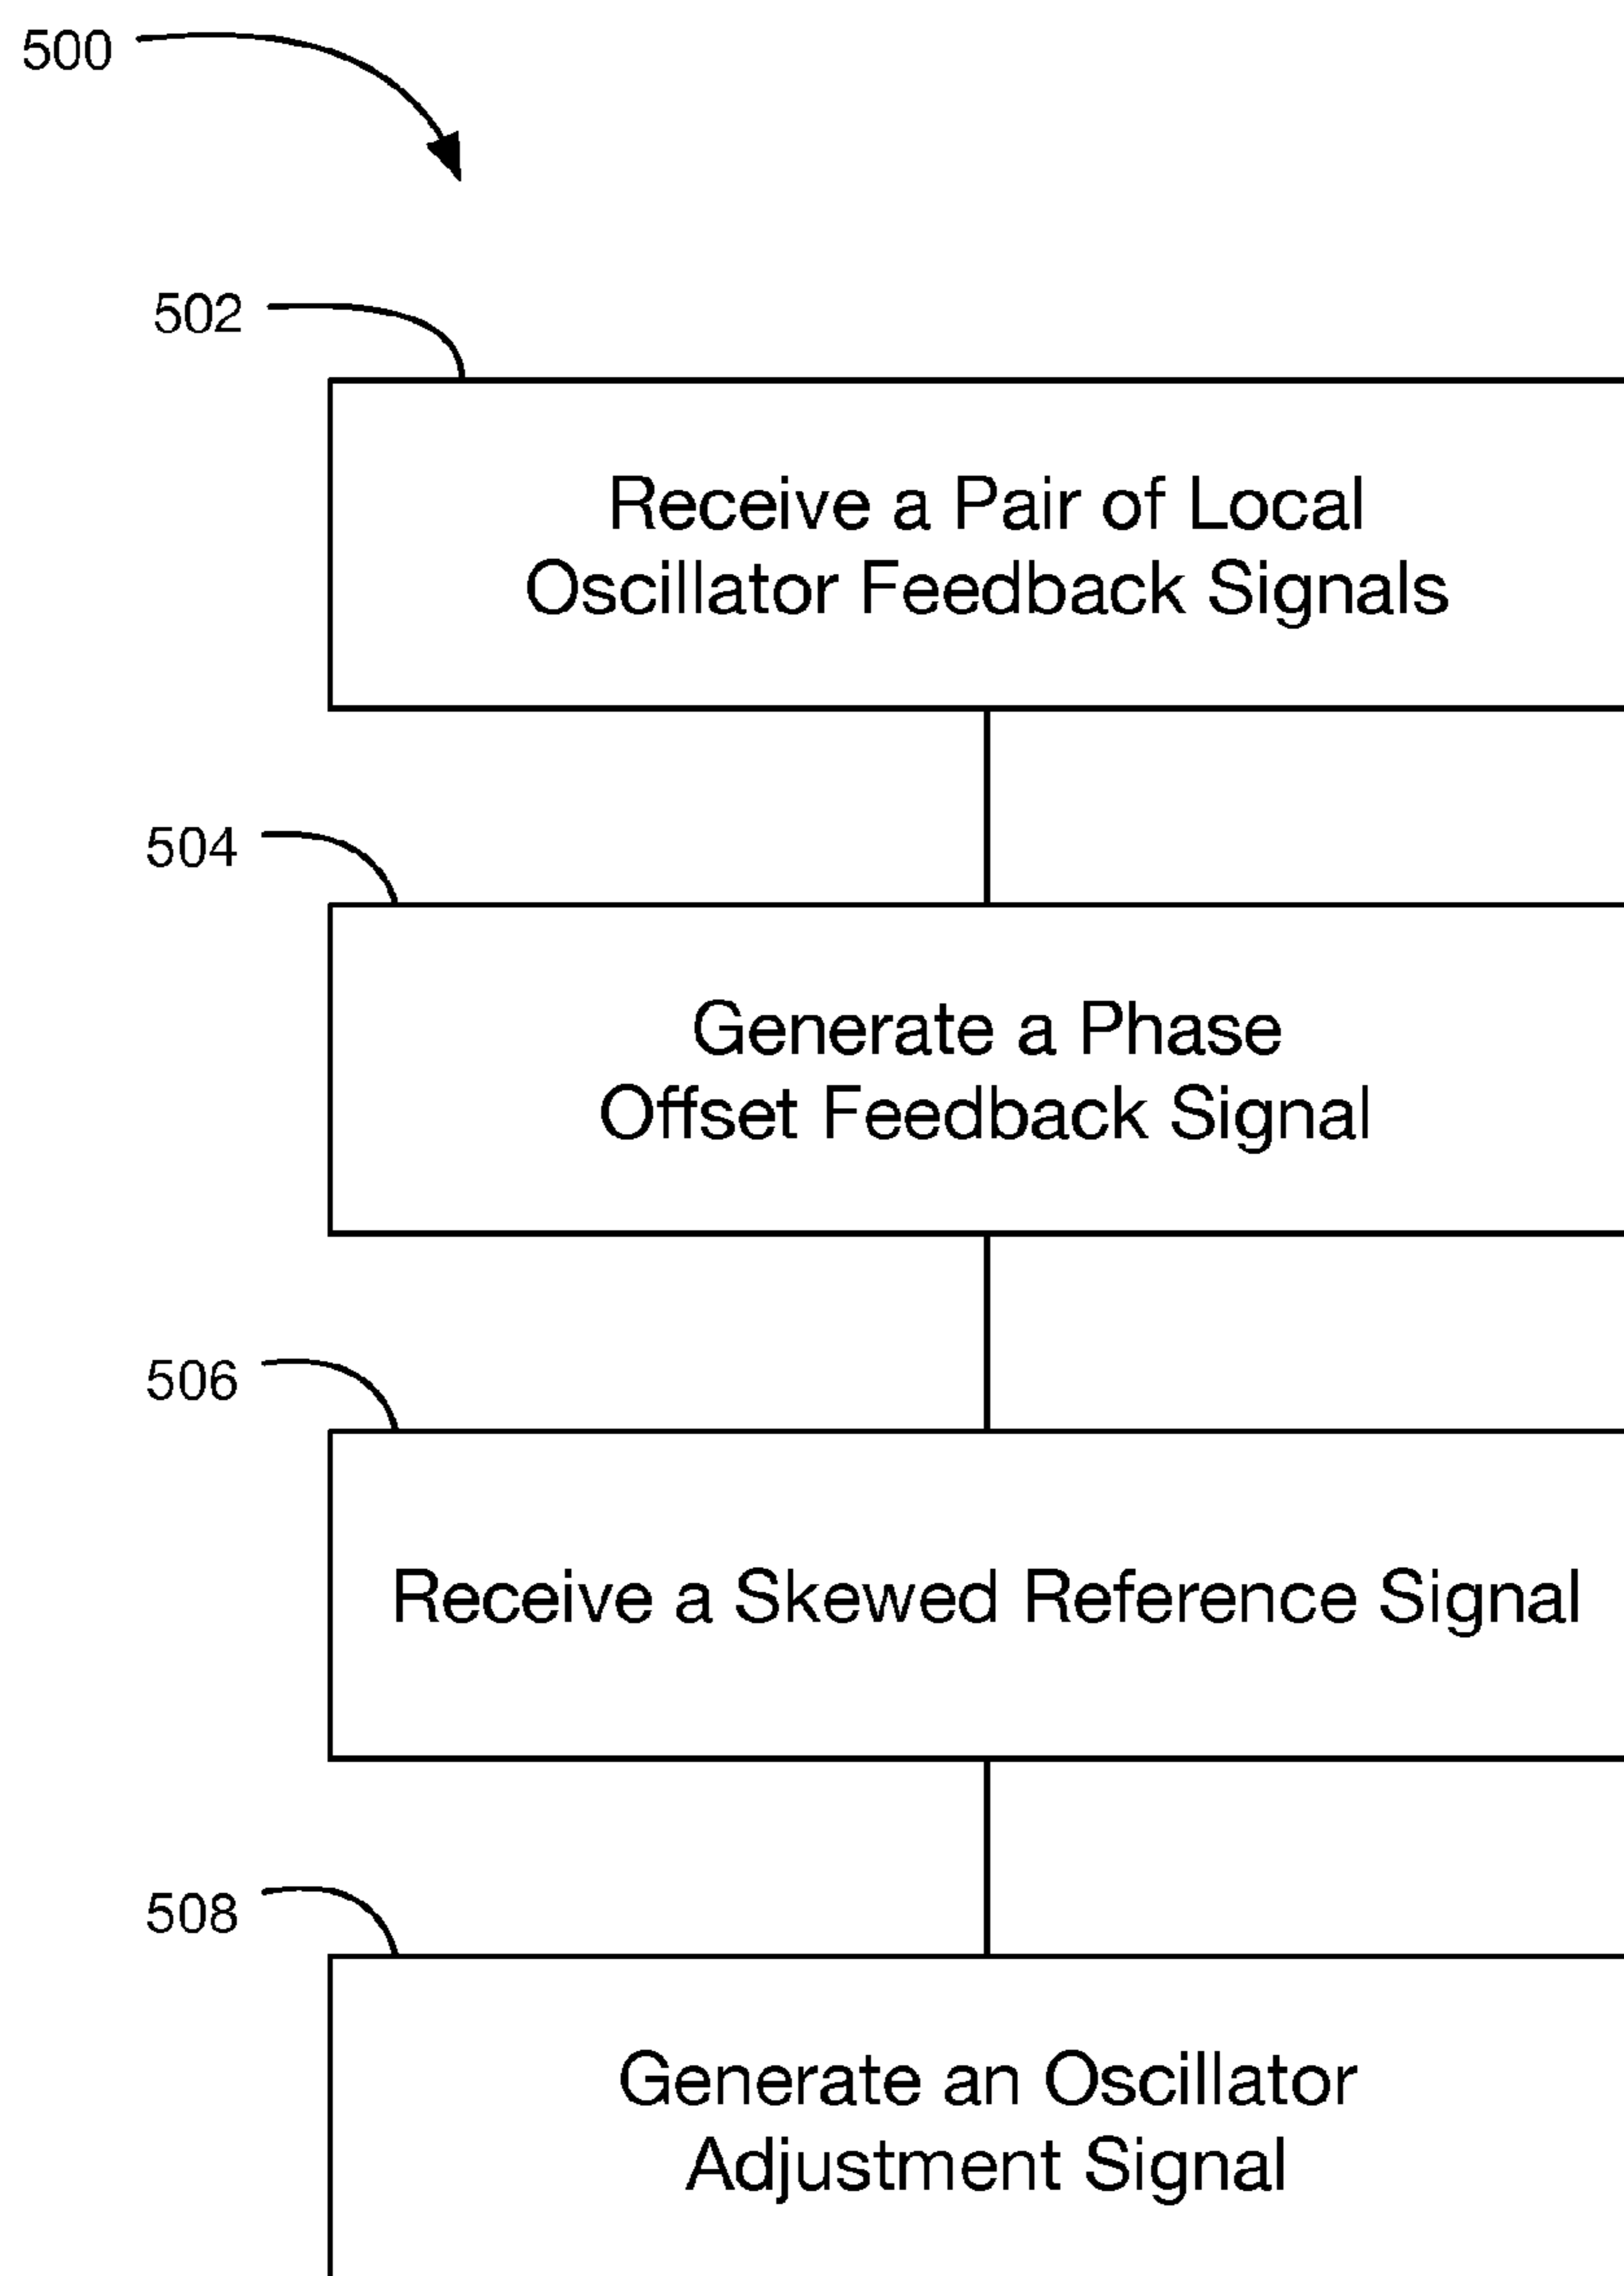 500
502
Receive a Pair of Local
Oscillator Feedback Signals
504
Generate a Phase
Offset Feedback Signal
506
Receive a Skewed Reference Signal
508
Generate an Oscillator
Adjustment Signal